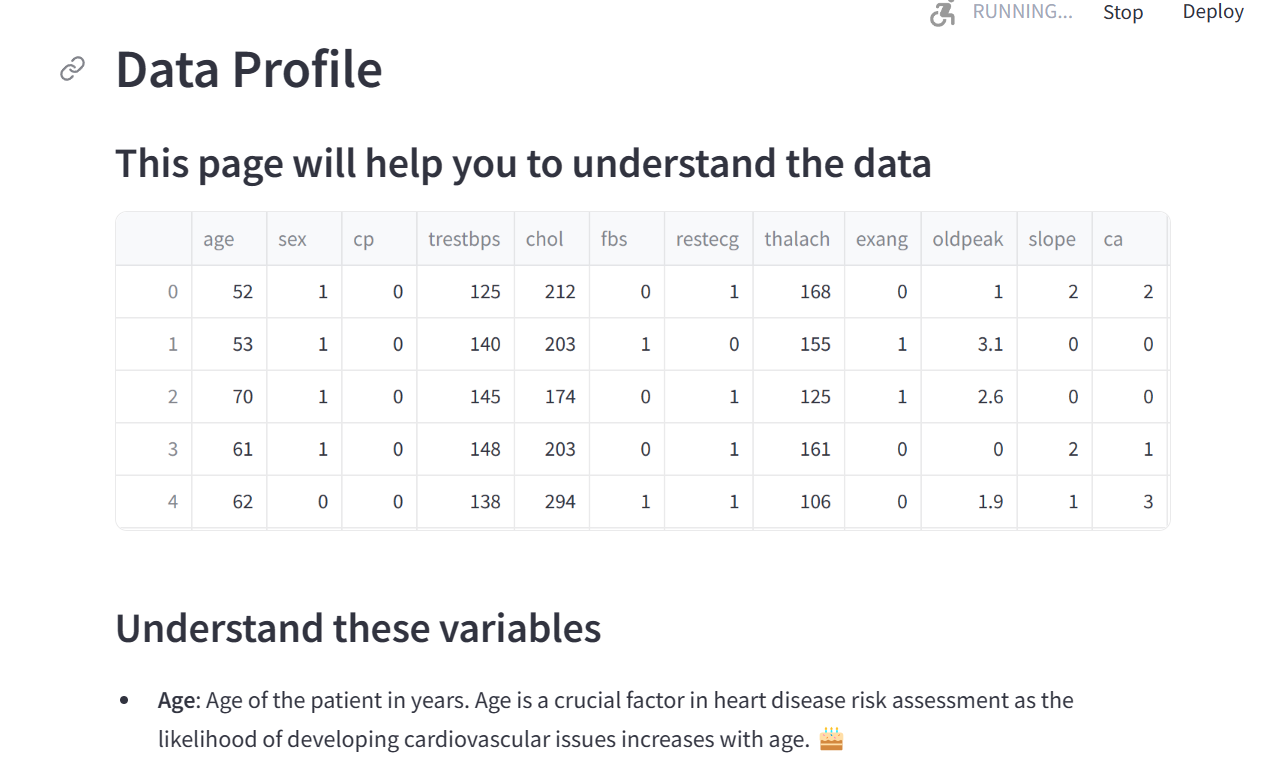 RUNNING... Stop Deploy
Data Profile
This page will help you to understand the data
age sex cp trestbps chol fbs restecg thalach exang oldpeak slope ca
0 52 1 0 125 212 0 1 168 0 1 2 2
1 53 1 0 140 203 1 0 155 1 3.1 0 0
2 70 1 0 145 174 0 1 125 1 2.6 0 0
3 61 1 0 148 203 0 1 161 0 0 2 1
4 62 0 0 138 294 1 1 106 0 1.9 1 3
Understand these variables
• Age: Age of the patient in years. Age is a crucial factor in heart disease risk assessment as the
likelihood of developing cardiovascular issues increases with age. 🎂